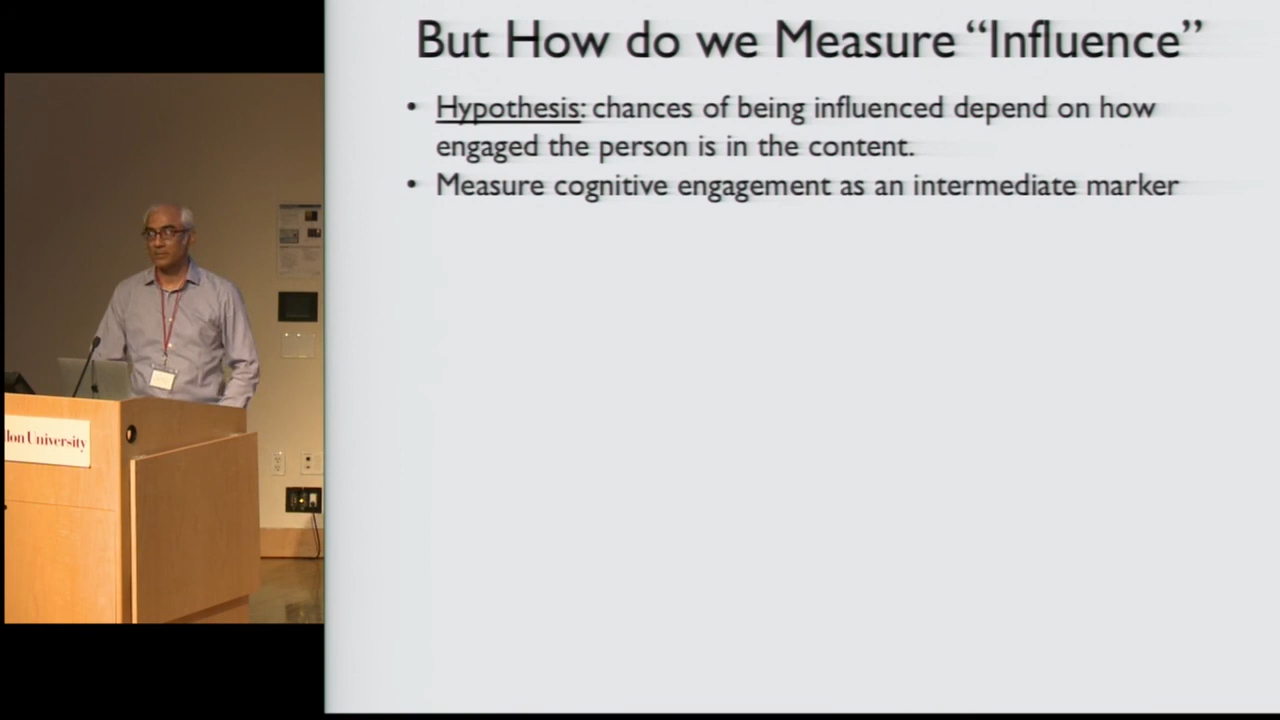 But How do we Measure “Influence”
• Hypothesis: chances of being influenced depend on how
engaged the person is in the content.
• Measure cognitive engagement as an intermediate marker
llon University